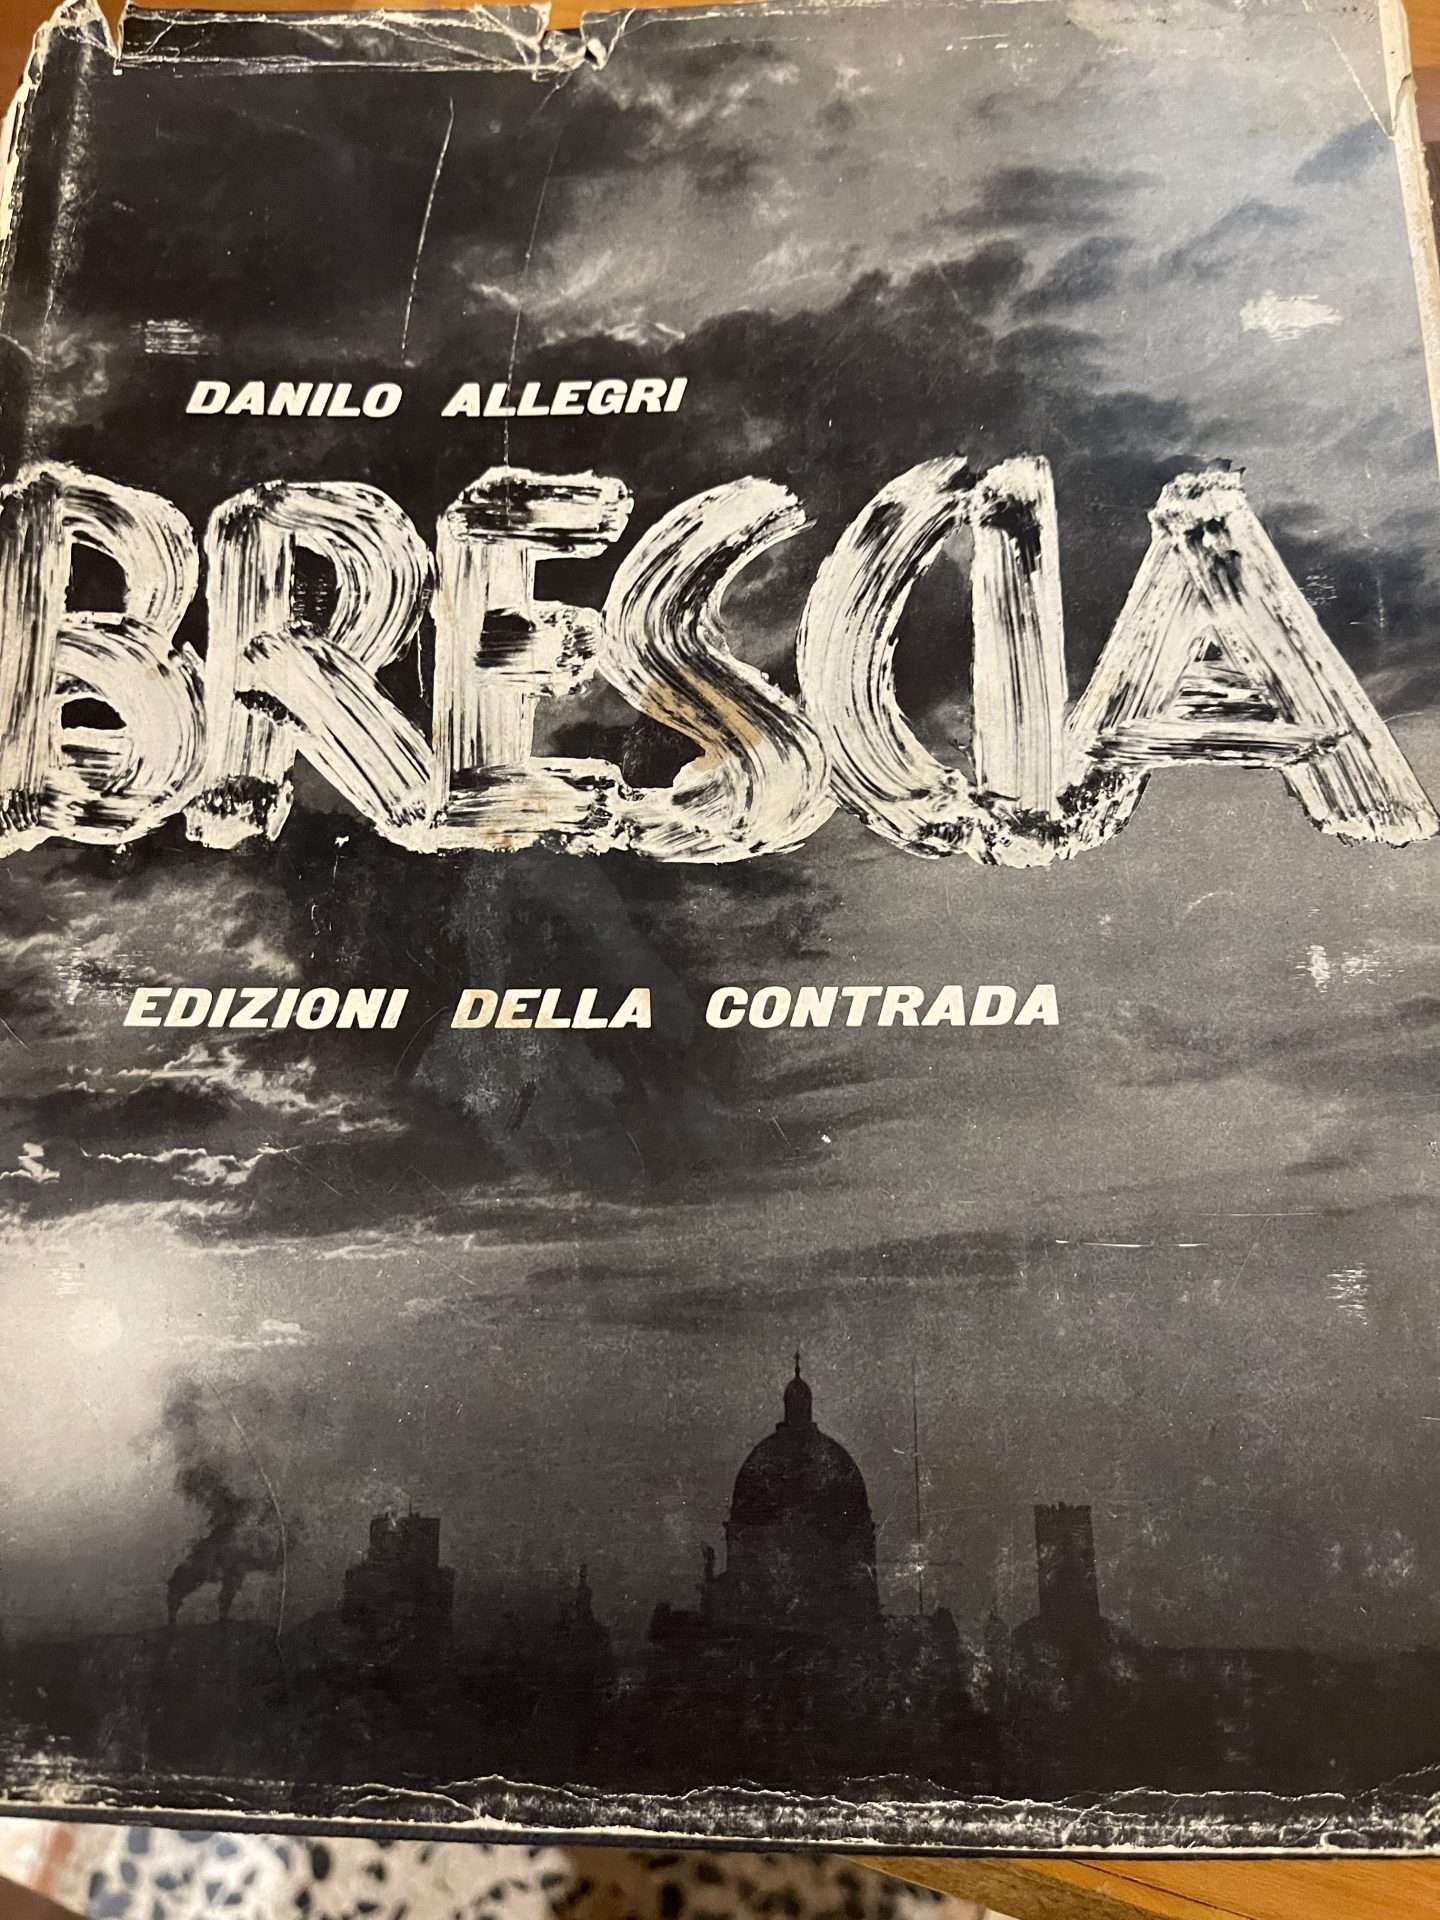 DANILO ALLEGRI
BRESCIA
EDIZIONI DELLA CONTRADA